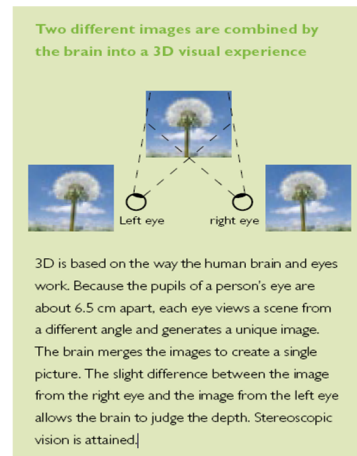 Two different images are combined by
the brain into a 3D visual experience
Left eye
right eye
3D is based on the way the human brain and eyes
work. Because the pupils of a person's eye are
about 6.5 cm apart, each eye views a scene from
a different angle and generates a unique image.
The brain merges the images to create a single
picture. The slight difference between the image
from the right eye and the image from the left eye
allows the brain to judge the depth. Stereoscopic
vision is attained.